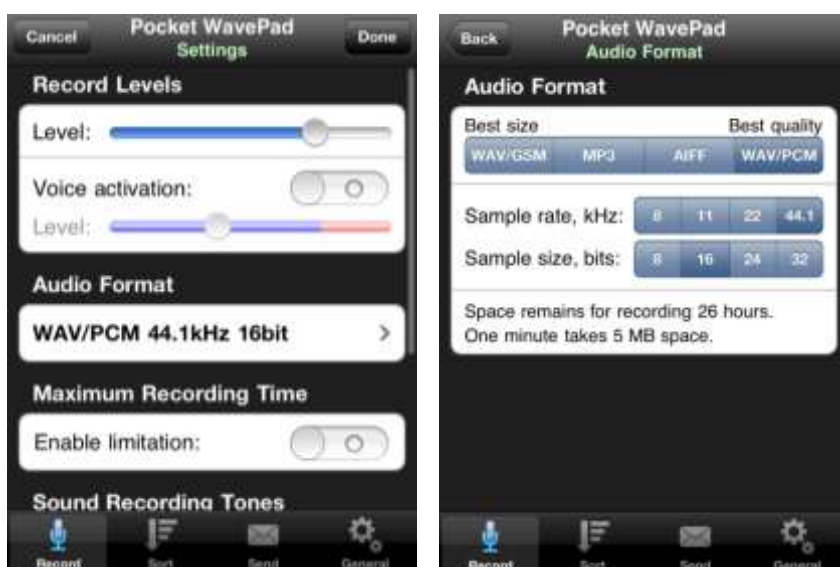 Cancel
Pocket WavePad
Settings
Done
Record Levels
Level:
Voice activation:
Level:
Audio Format
WAV/PCM 44.1kHz 16bit
Maximum Recording Time
Enable limitation:
Sound Recording Tones
Record Sort Send General
Back
Pocket WavePad
Audio Format
Audio Format
Best size Best quality
WAV/GSM MP3 AIFF WAV/PCM
Sample rate, kHz: 8 11 22 44.1
Sample size, bits: 8 16 24 32
Space remains for recording 26 hours.
One minute takes 5 MB space.
Record Sort Send General